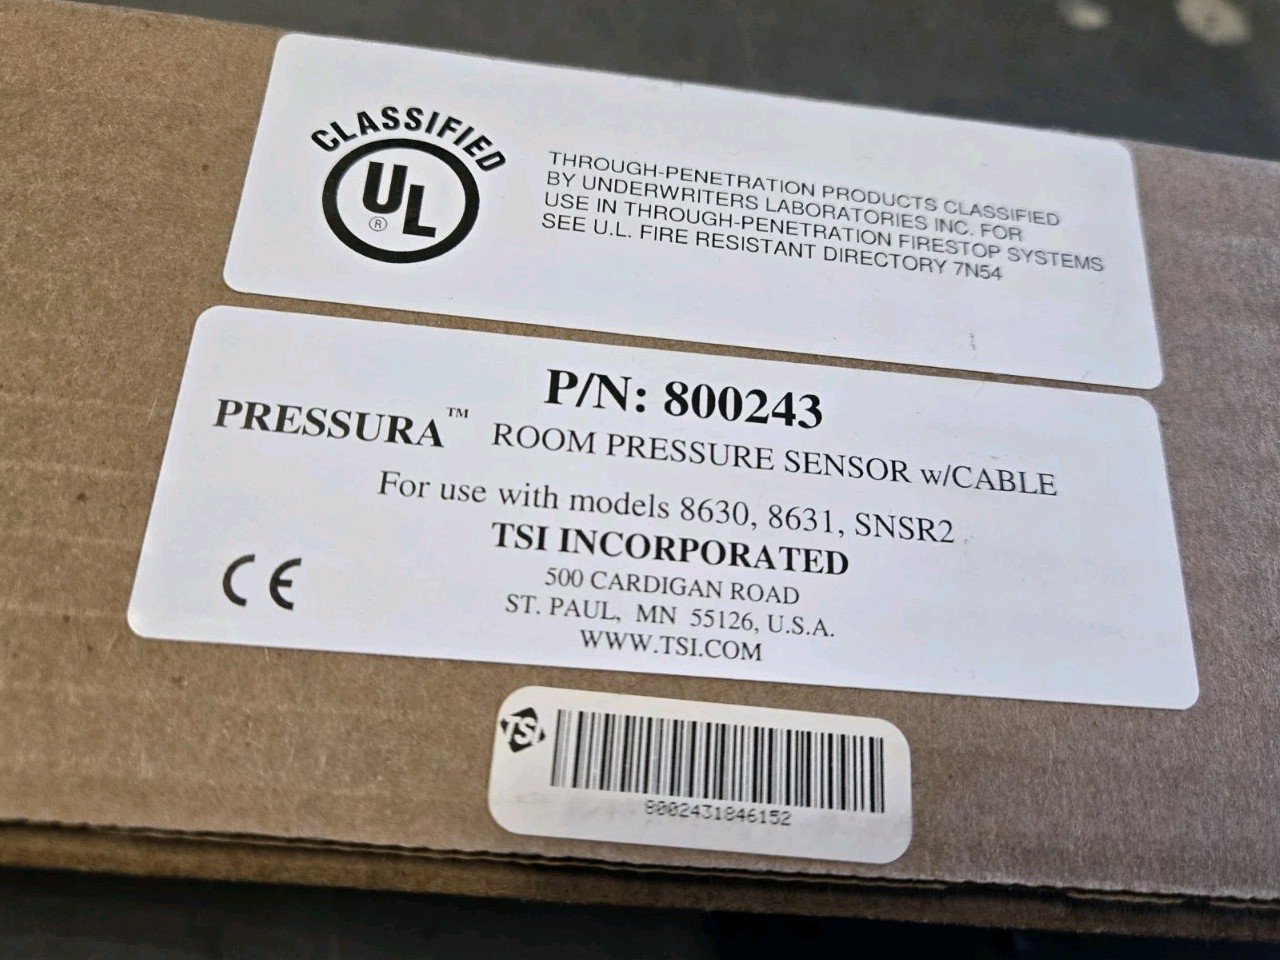 CLASSIFIED
UL
®
THROUGH-PENETRATION PRODUCTS CLASSIFIED
BY UNDERWRITERS LABORATORIES INC. FOR
USE IN THROUGH-PENETRATION FIRESTOP SYSTEMS
SEE U.L. FIRE RESISTANT DIRECTORY 7N54
P/N: 800243
PRESSURA™ ROOM PRESSURE SENSOR w/CABLE
For use with models 8630, 8631, SNSR2
TSI INCORPORATED
500 CARDIGAN ROAD
ST. PAUL, MN 55126, U.S.A.
WWW.TSI.COM
CE
TSI
8002431846152